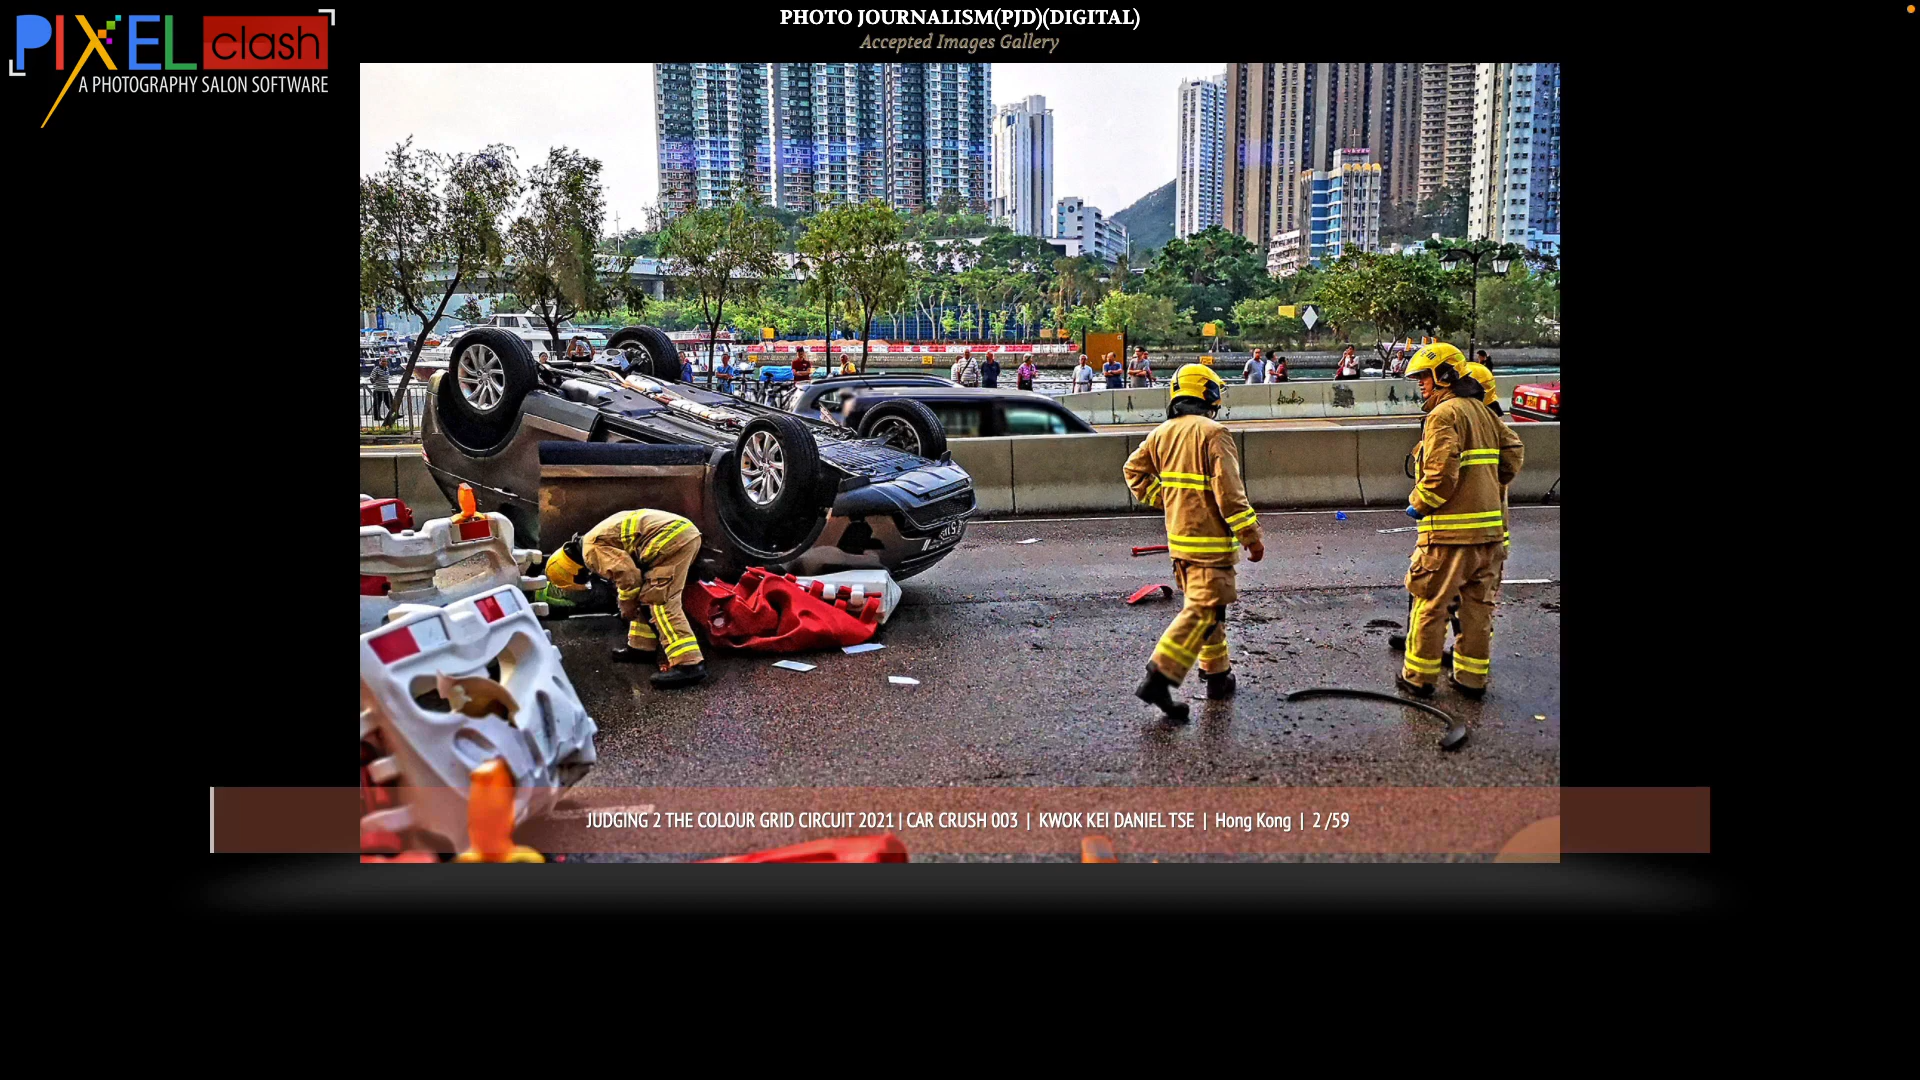 PIXEL clash
A PHOTOGRAPHY SALON SOFTWARE
PHOTO JOURNALISM(PJD)(DIGITAL)
Accepted Images Gallery
JUDGING 2 THE COLOUR GRID CIRCUIT 2021 | CAR CRUSH 003 | KWOK KEI DANIEL TSE | Hong Kong | 2 /59